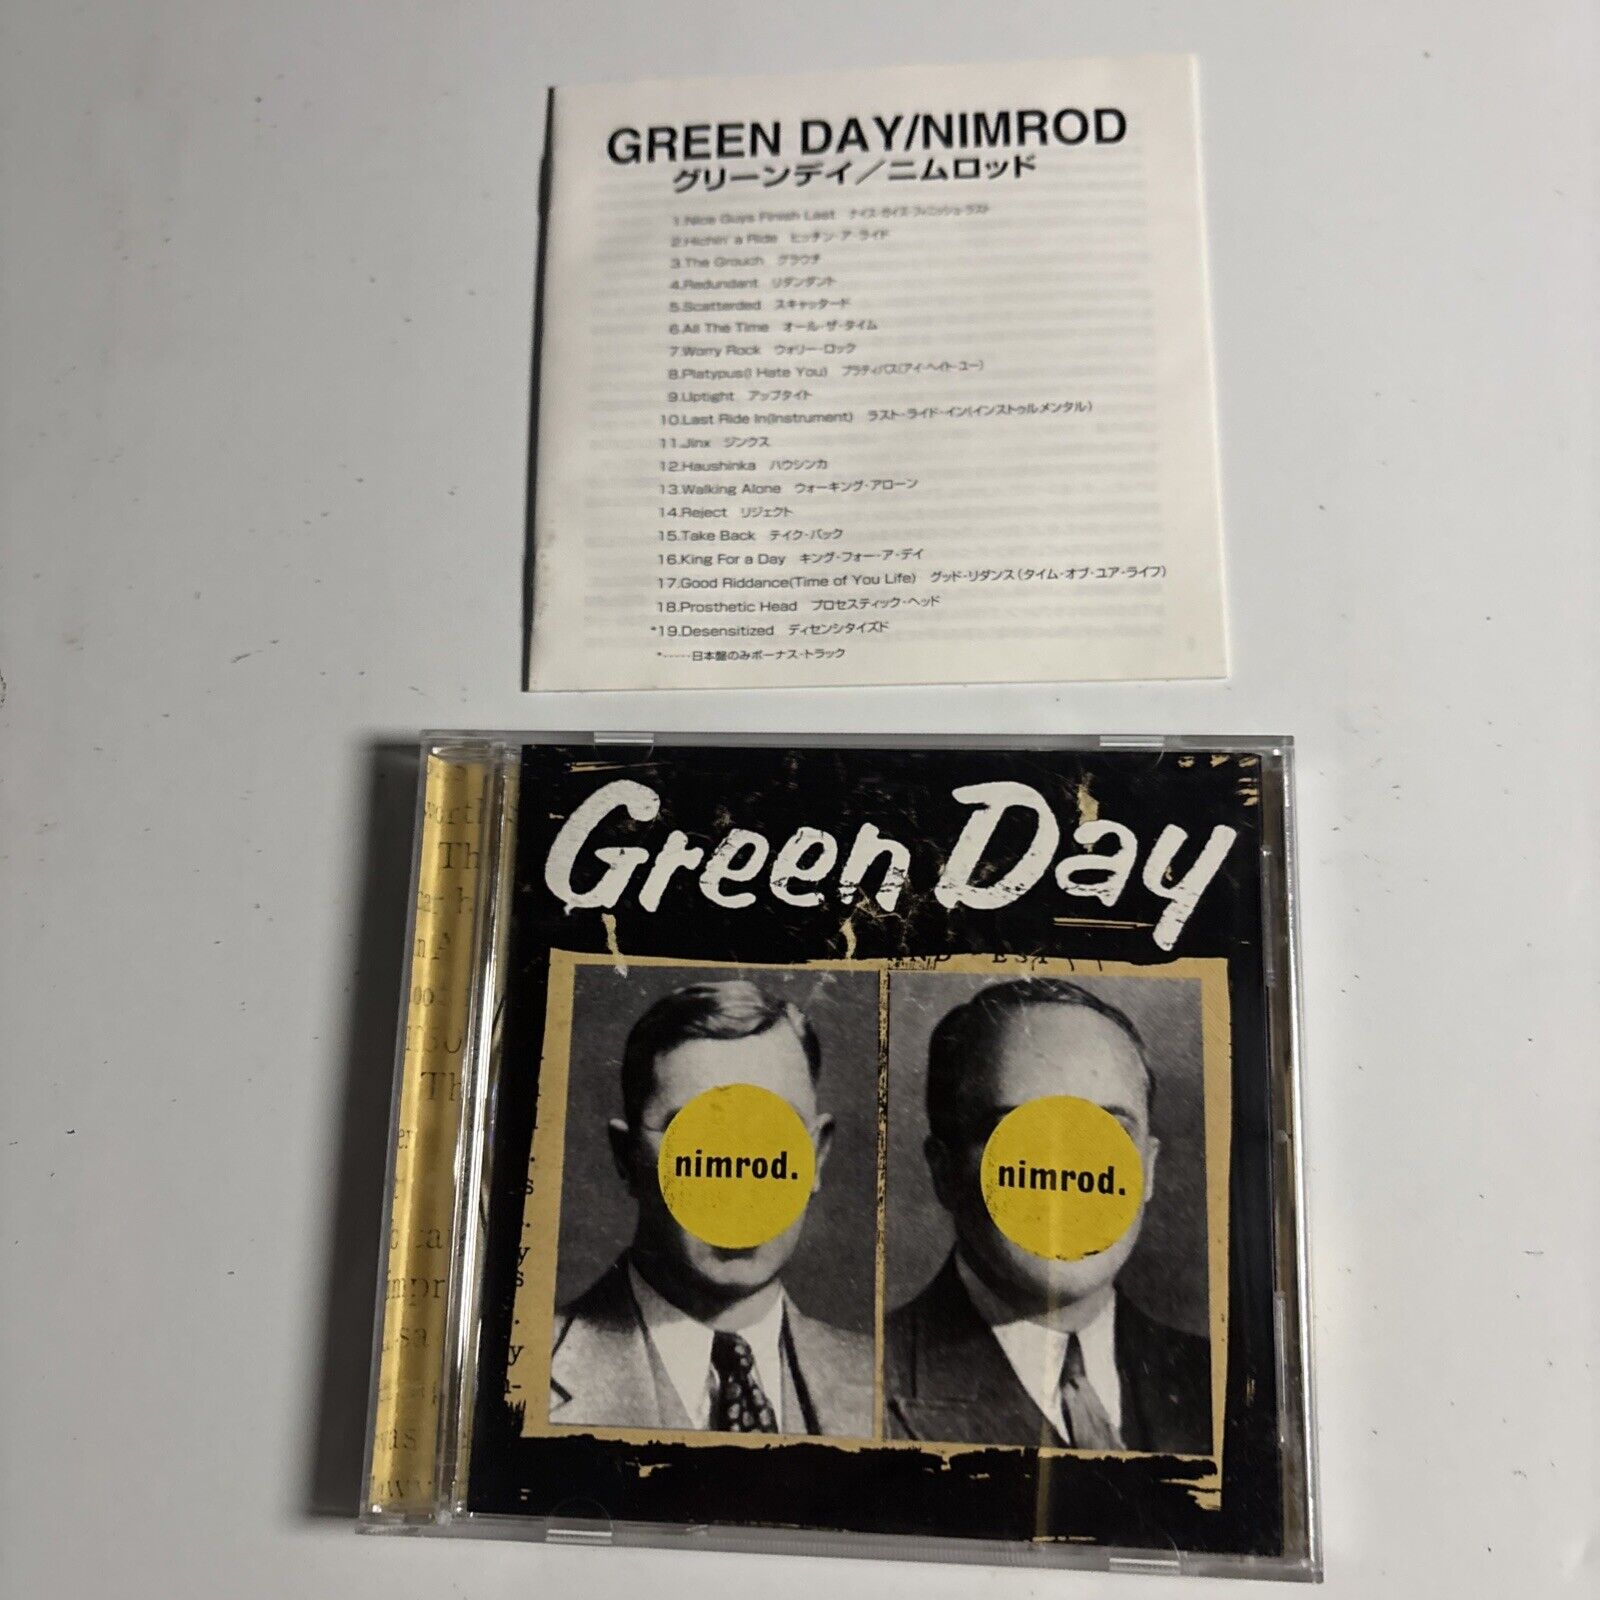 GREEN DAY/NIMROD
グリーンデイ/ニムロッド
1.Nice Guys Finish Last ナイス・ガイズ・フィニッシュ・ラスト
2.Hichin' a Ride ヒッチン・ア・ライド
3.The Grouch グラウチ
4.Redundant リダンダント
5.Scatterded スキャッタード
6.All The Time オール・ザ・タイム
7.Worry Rock ウォリー・ロック
8.Platypus(I Hate You) プラティパス(アイ・ヘイト・ユー)
9.Uptight アップタイト
10.Last Ride In(Instrument) ラスト・ライド・イン(インストゥルメンタル)
11.Jinx ジンクス
12.Haushinka ハウシンカ
13.Walking Alone ウォーキング・アローン
14.Reject リジェクト
15.Take Back テイク・バック
16.King For a Day キング・フォー・ア・デイ
17.Good Riddance(Time of You Life) グッド・リダンス(タイム・オブ・ユア・ライフ)
18.Prosthetic Head プロセスティック・ヘッド
*19.Desensitized ディセンシタイズド
*……日本盤のみボーナス・トラック
Green Day
nimrod.
nimrod.